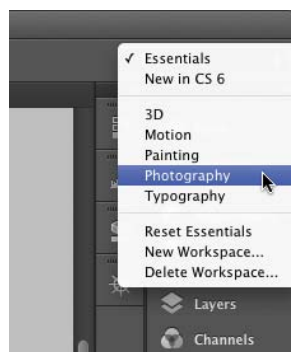 ✓ Essentials
New in CS 6
3D
Motion
Painting
Photography
Typography
Reset Essentials
New Workspace...
Delete Workspace...
Layers
Channels